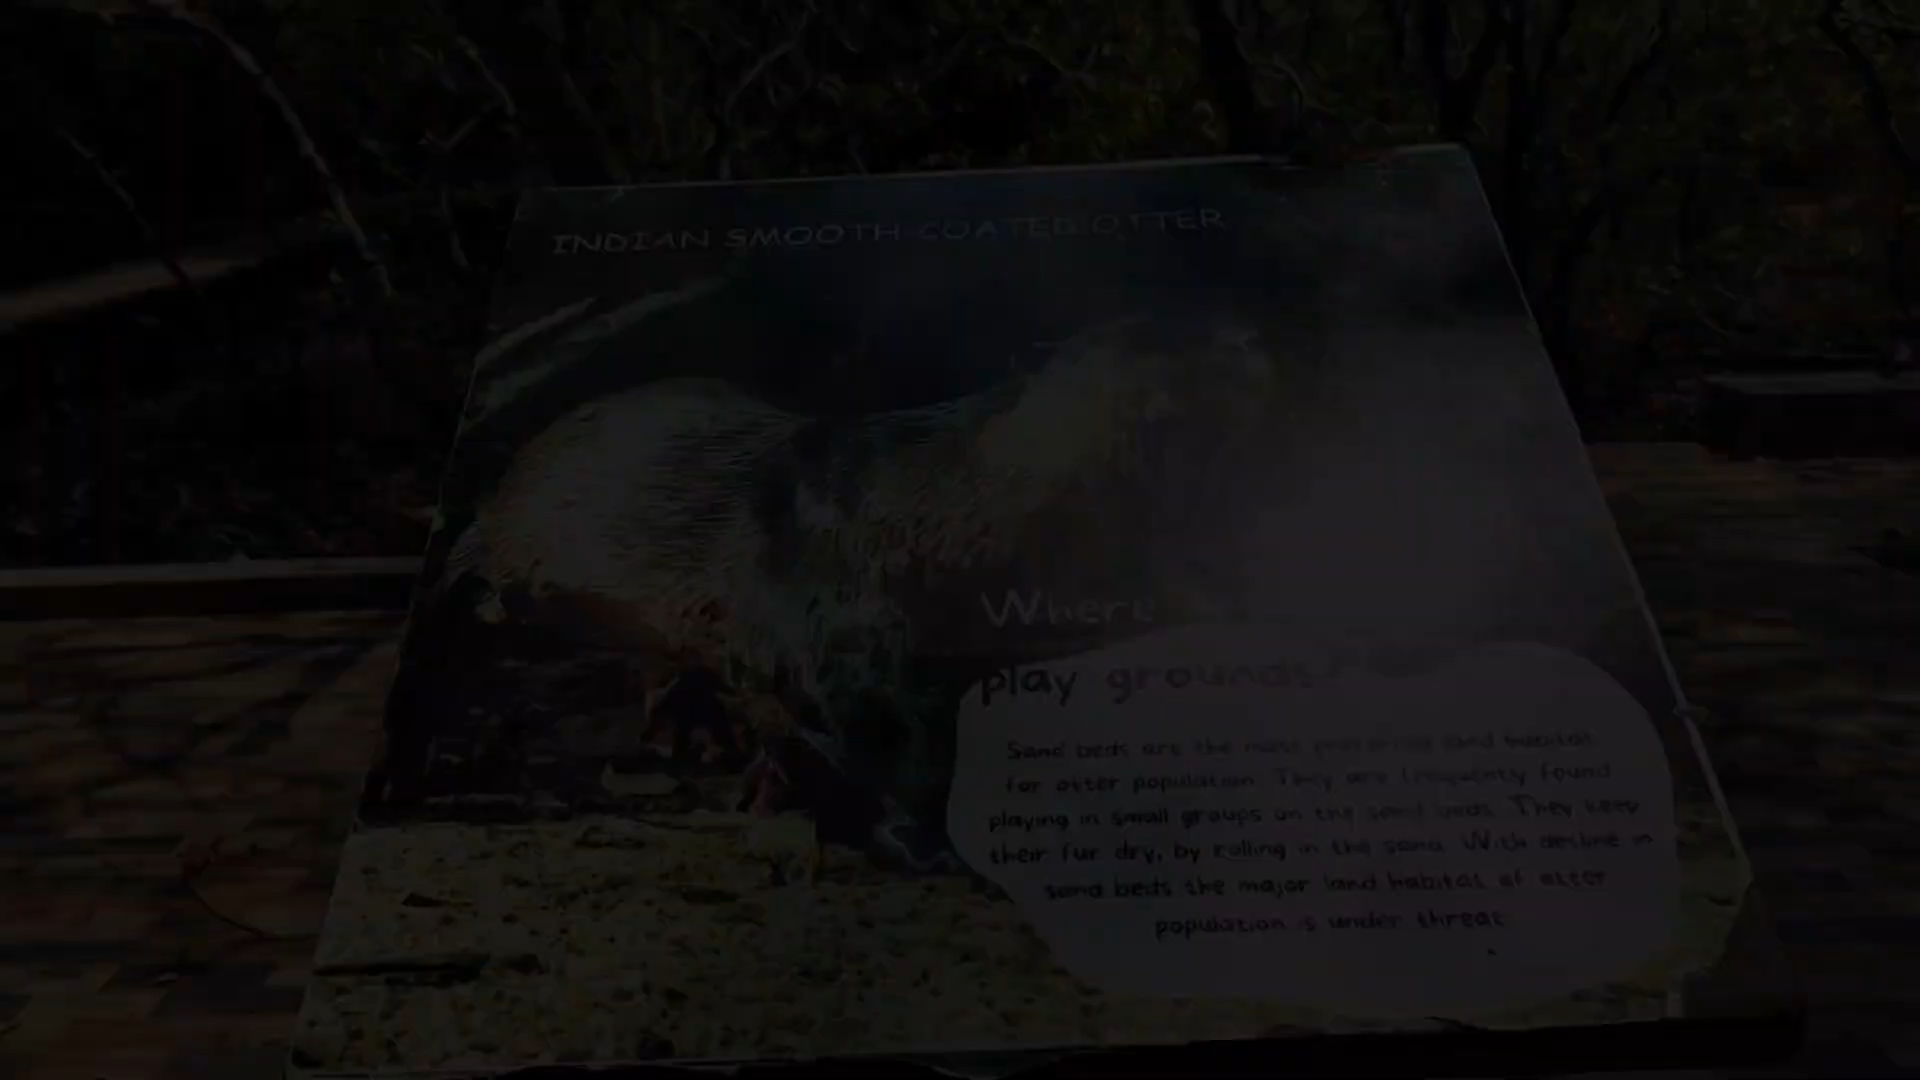 INDIAN SMOOTH-COATED OTTER
Where
play grounds
Sand beds are the most preferred land habitat
for otter population. They are frequently found
playing in small groups on the sand beds. They keep
their fur dry, by rolling in the sand. With decline in
sand beds the major land habitat of otter
population is under threat